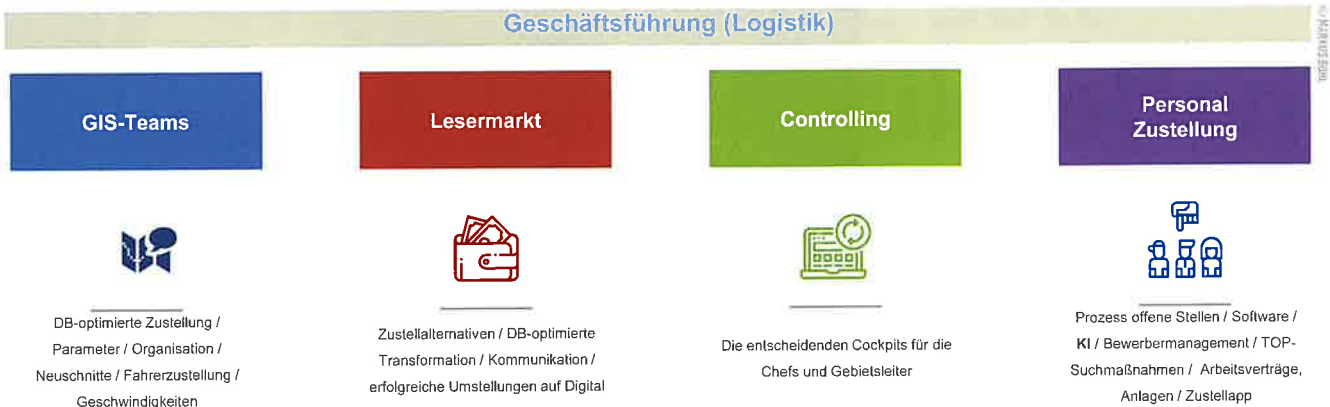 Geschäftsführung (Logistik)
GIS-Teams
Lesermarkt
Controlling
Personal
Zustellung
DB-optimierte Zustellung /
Parameter / Organisation /
Neuschnitte / Fahrerzustellung /
Geschwindigkeiten
Zustellalternativen / DB-optimierte
Transformation / Kommunikation /
erfolgreiche Umstellungen auf Digital
Die entscheidenden Cockpits für die
Chefs und Gebietsleiter
Prozess offene Stellen / Software /
KI / Bewerbermanagement / TOP-
Suchmaßnahmen / Arbeitsverträge,
Anlagen / Zustellapp